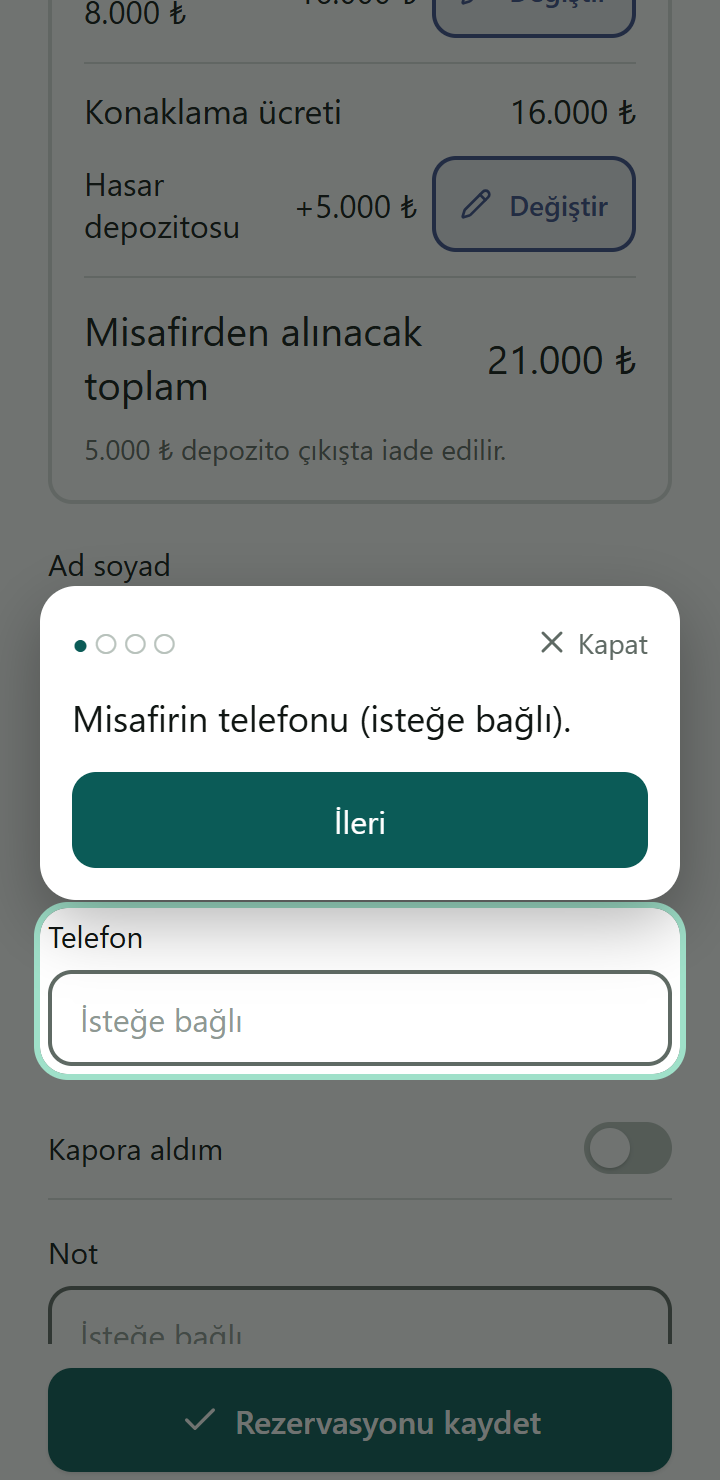 8.000 ₺
Konaklama ücreti 16.000 ₺
Hasar
depozitosu
+5.000 ₺ Değiştir
Misafirden alınacak
toplam
21.000 ₺
5.000 ₺ depozito çıkışta iade edilir.
Ad soyad
Kapat
Misafirin telefonu (isteğe bağlı).
İleri
Telefon
İsteğe bağlı
Kapora aldım
Not
İsteğe bağlı
Rezervasyonu kaydet